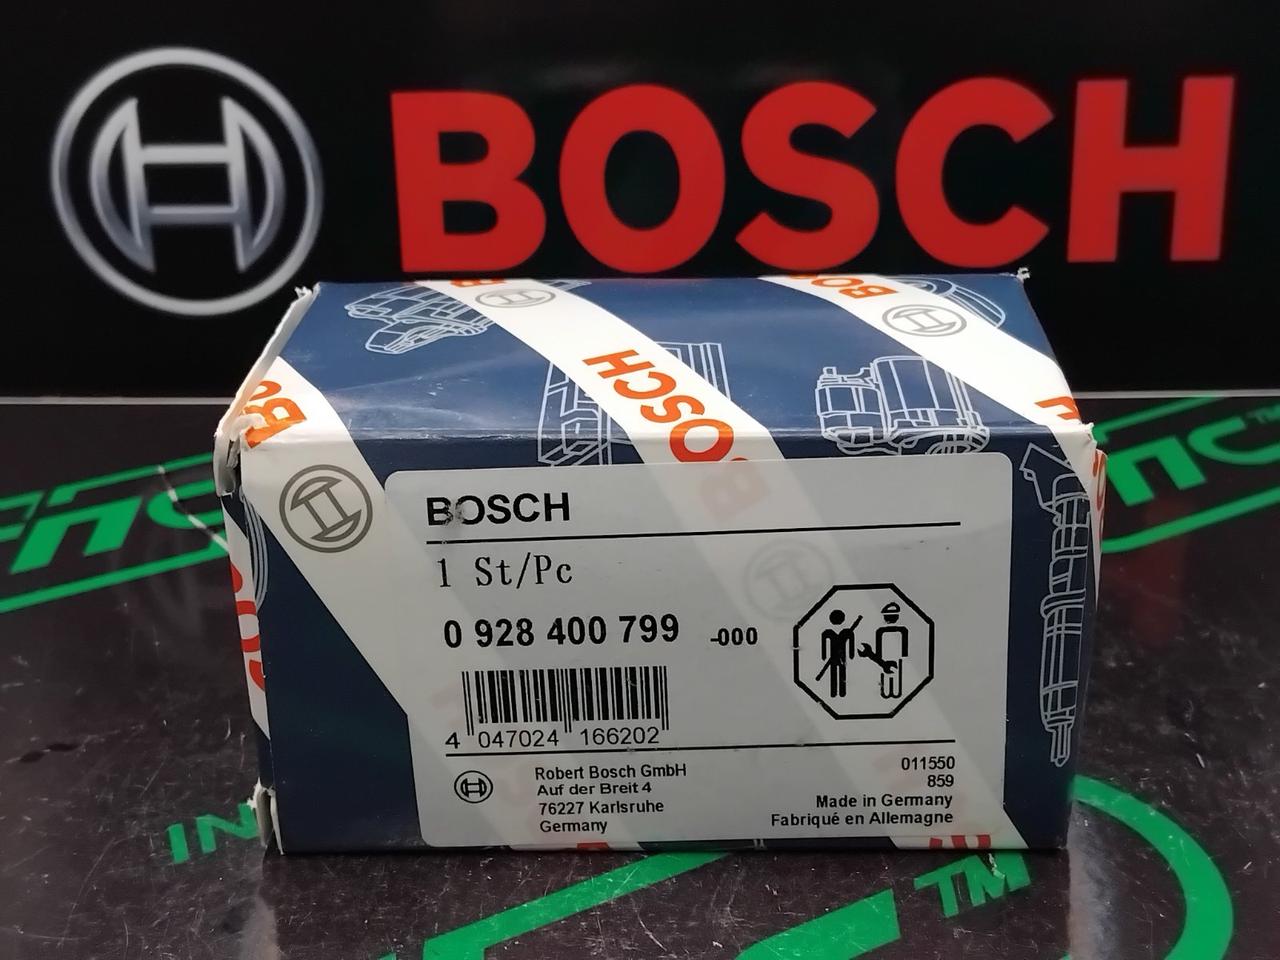 BOSCH
BOSCH
BOSCH
1 St/Pc
0 928 400 799 -000
4 047024 166202
Robert Bosch GmbH
Auf der Breit 4
76227 Karlsruhe
Germany
011550
859
Made in Germany
Fabriqué en Allemagne
TM